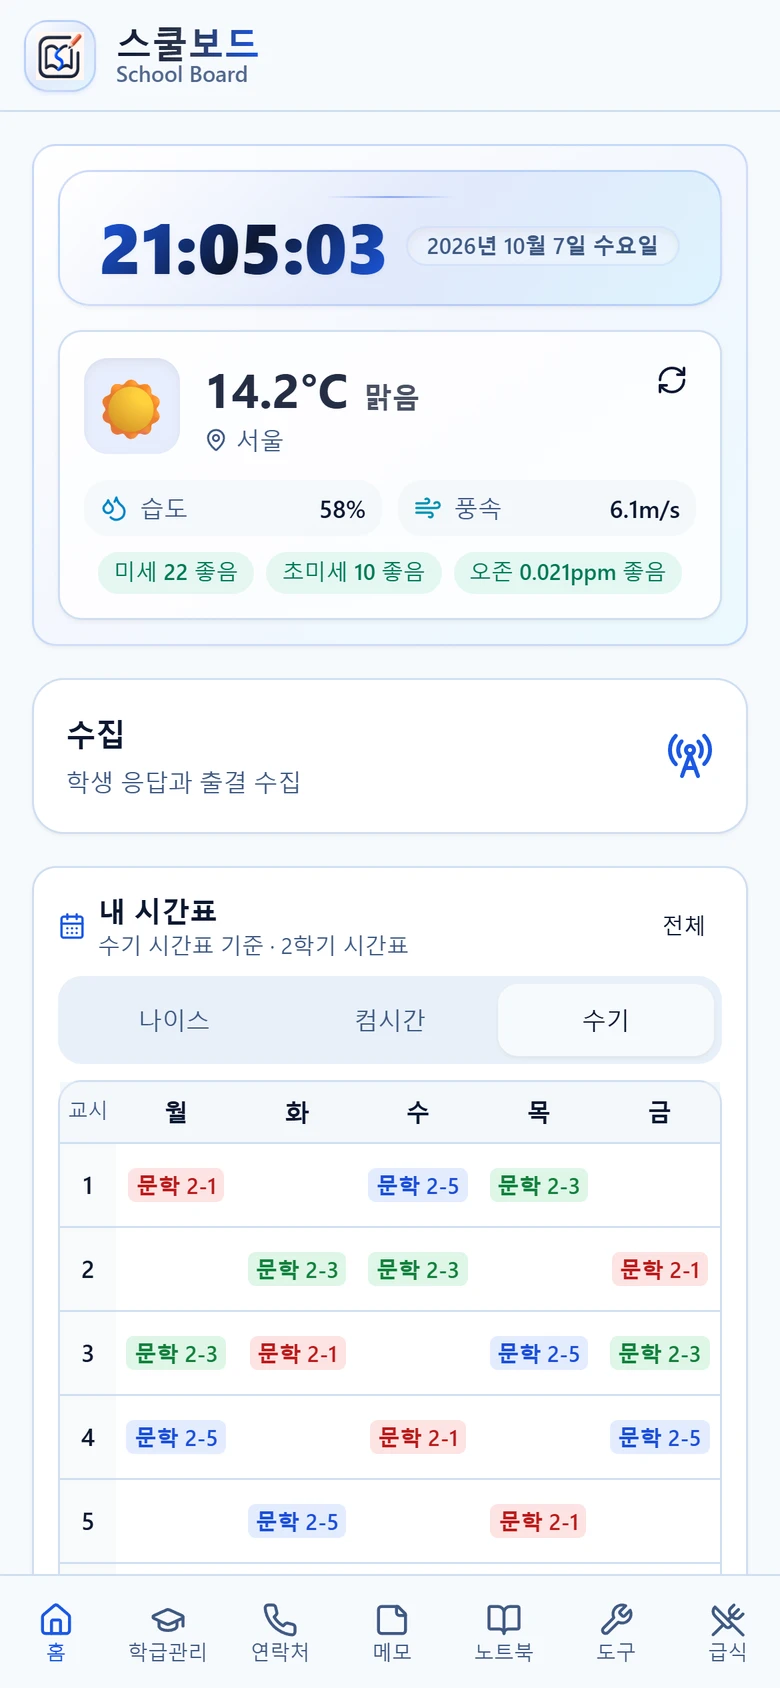 스쿨보드
School Board
21:05:03
2026년 10월 7일 수요일
14.2°C 맑음
서울
습도 58% 풍속 6.1m/s
미세 22 좋음 초미세 10 좋음 오존 0.021ppm 좋음
수집
학생 응답과 출결 수집
내 시간표
수기 시간표 기준 · 2학기 시간표
전체
나이스 컴시간 수기
교시 월 화 수 목 금
1 문학 2-1 문학 2-5 문학 2-3
2 문학 2-3 문학 2-3 문학 2-1
3 문학 2-3 문학 2-1 문학 2-5 문학 2-3
4 문학 2-5 문학 2-1 문학 2-5
5 문학 2-5 문학 2-1
홈 학급관리 연락처 메모 노트북 도구 급식